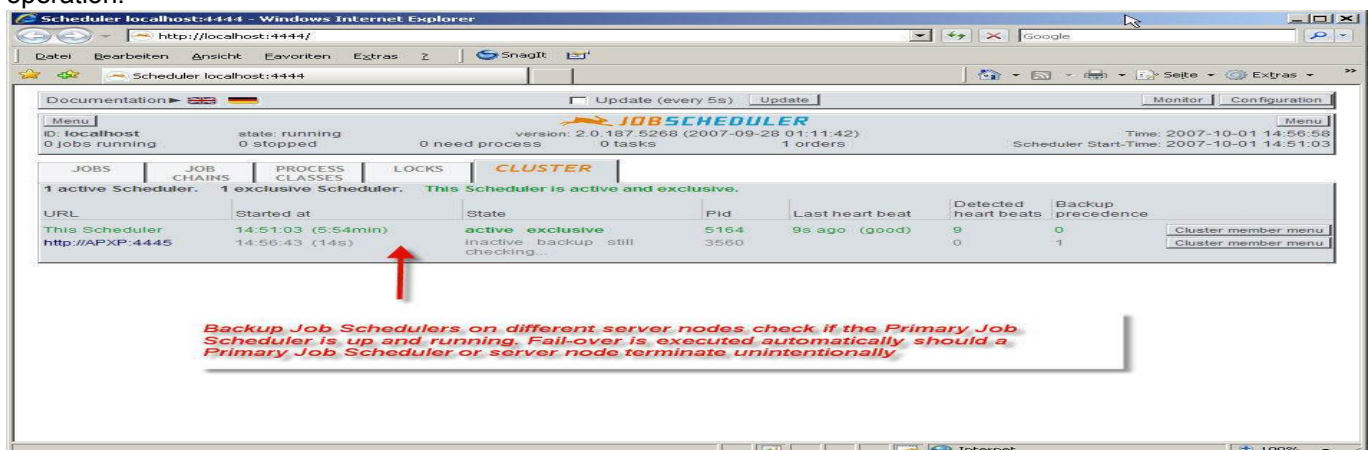 operation.
Scheduler localhost:4444 - Windows Internet Explorer
http://localhost:4444/
Google
Datei Bearbeiten Ansicht Favoriten Extras ? SnagIt
Scheduler localhost:4444 Seite Extras
Documentation Update (every 5s) Update Monitor Configuration
Menu JOBSCHEDULER Menu
ID: localhost state: running version: 2.0.187.5268 (2007-09-28 01:11:42) Time: 2007-10-01 14:56:58
0 jobs running 0 stopped 0 need process 0 tasks 1 orders Scheduler Start-Time: 2007-10-01 14:51:03
JOBS JOB CHAINS PROCESS CLASSES LOCKS CLUSTER
1 active Scheduler. 1 exclusive Scheduler. This Scheduler is active and exclusive.
URL Started at State Pid Last heart beat Detected heart beats Backup precedence
This Scheduler 14:51:03 (5:54min) active exclusive 5164 9s ago (good) 9 0 Cluster member menu
http://APXP:4445 14:56:43 (14s) inactive backup still checking... 3560 0 1 Cluster member menu
Backup Job Schedulers on different server nodes check if the Primary Job
Scheduler is up and running. Fail-over is executed automatically should a
Primary Job Scheduler or server node terminate unintentionally
Internet 100%